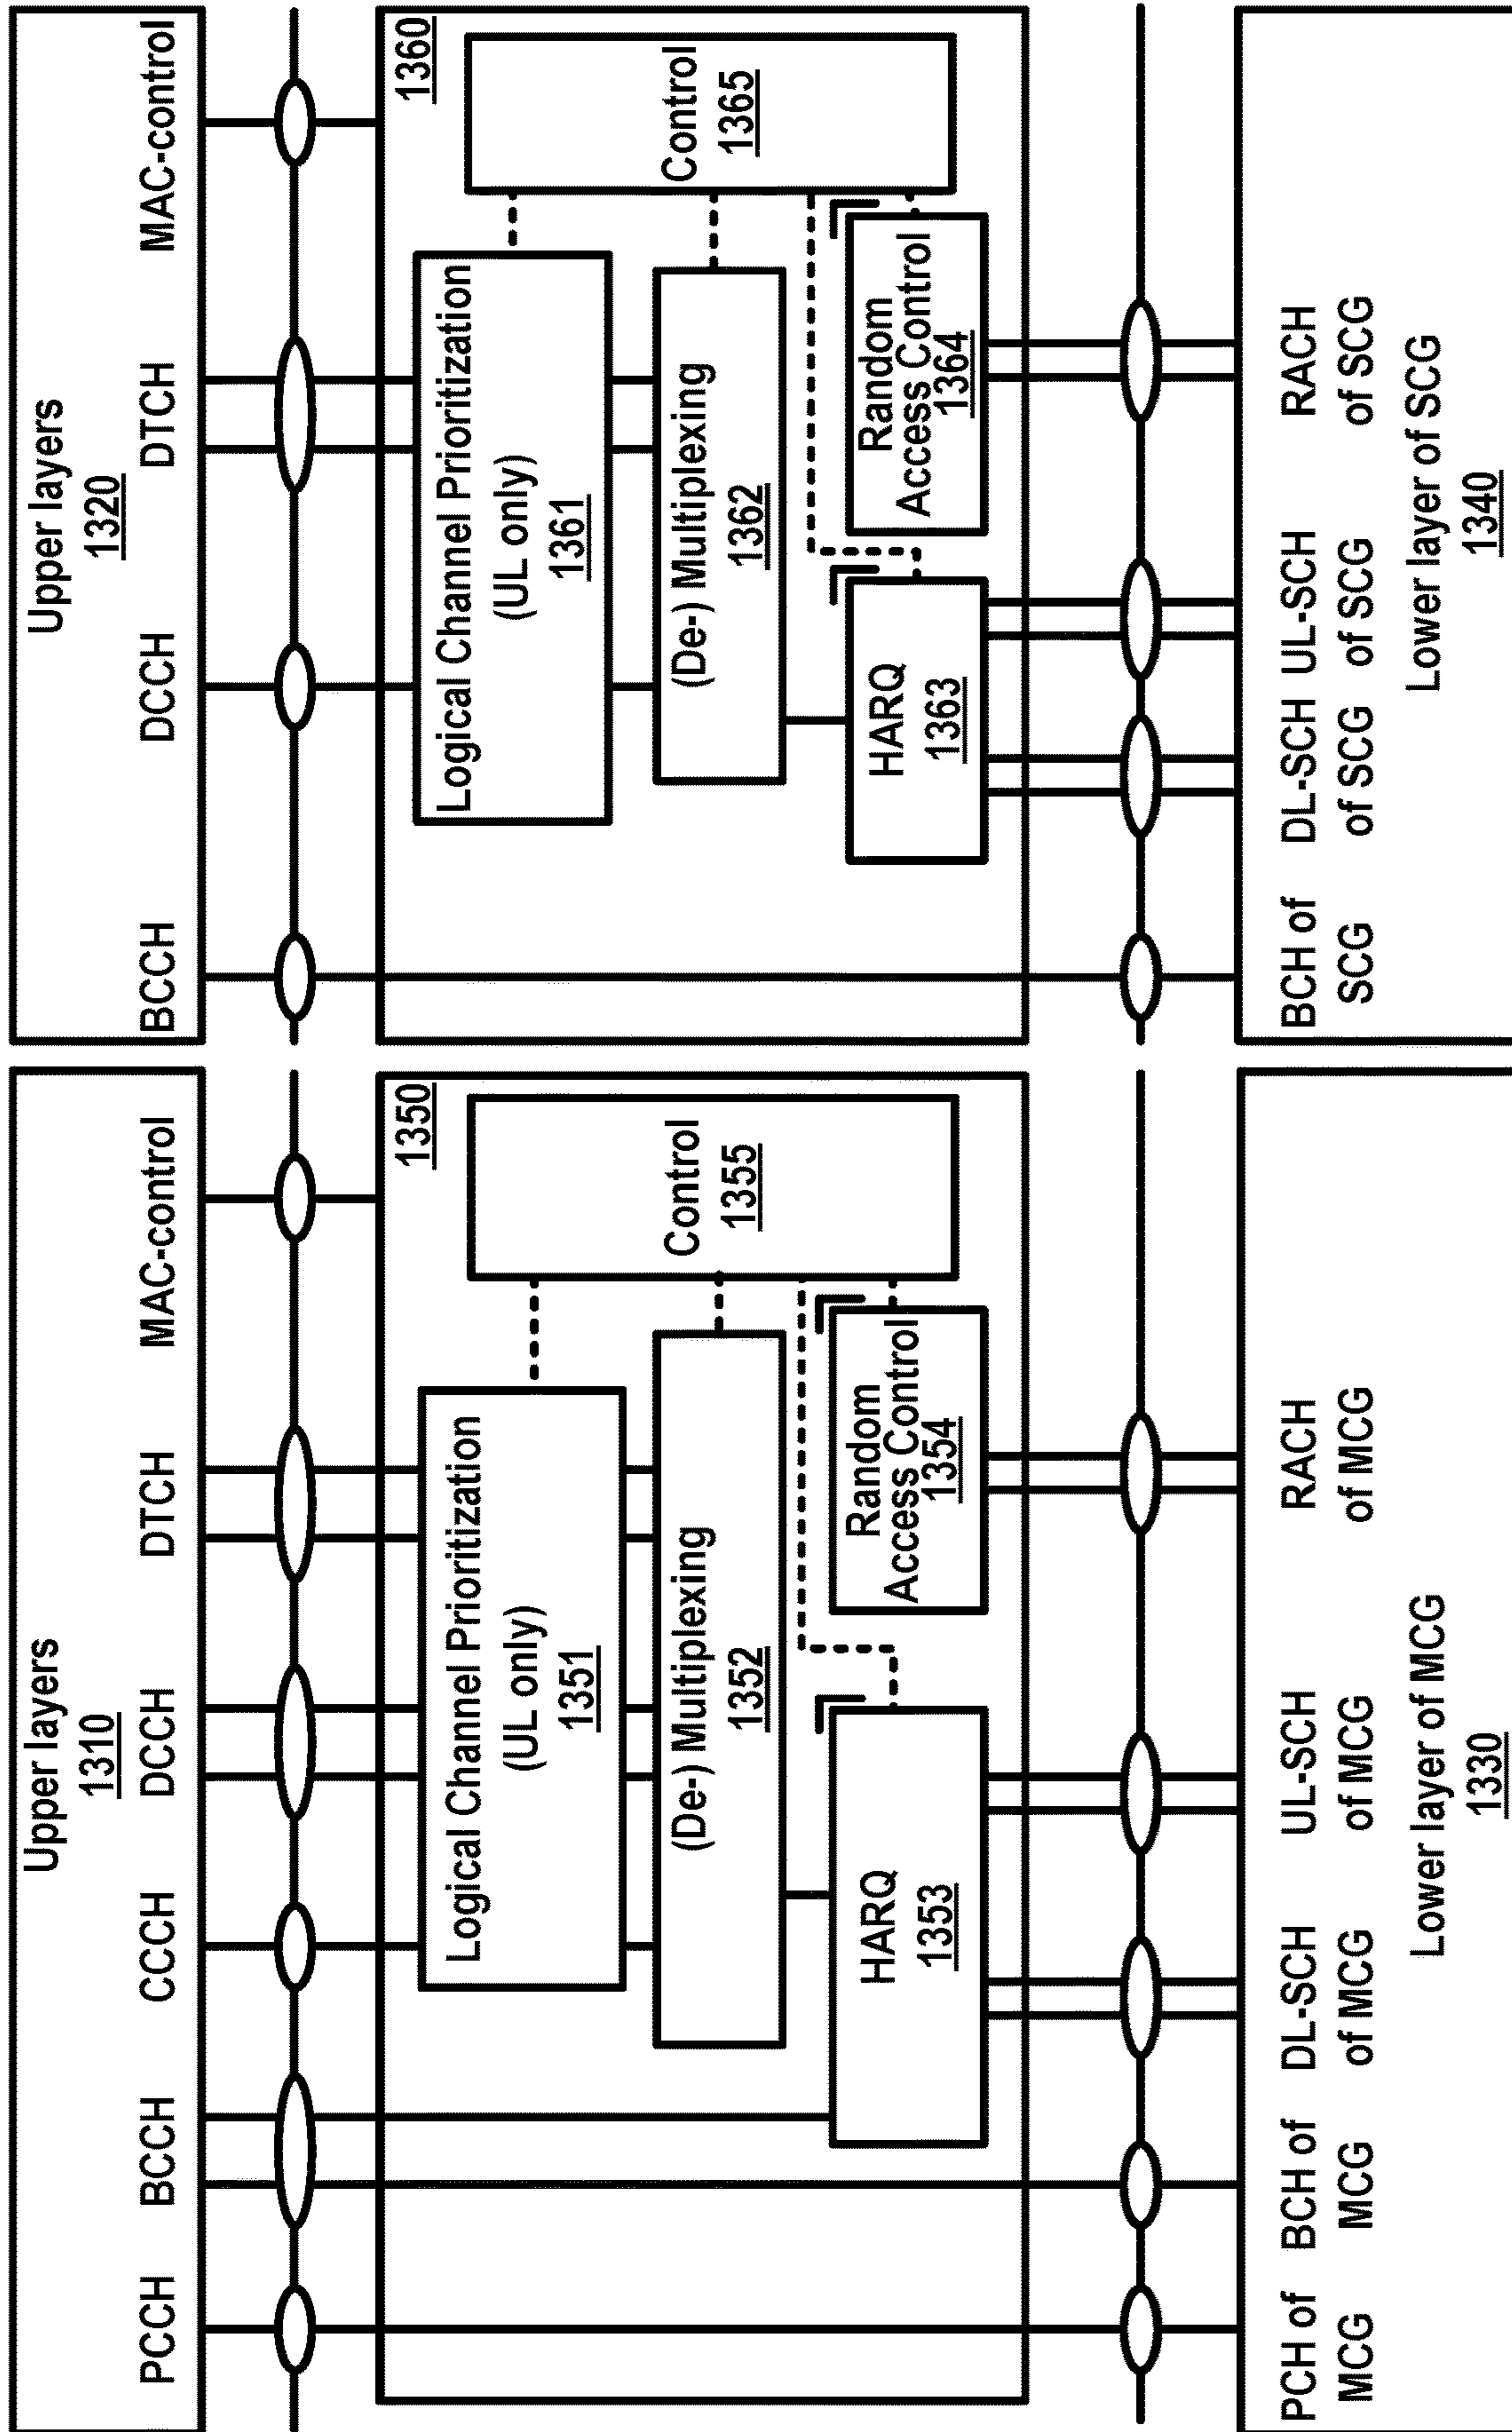 Upper layers
1310
PCCH
BCCH
CCCH
DCCH
DTCH
MAC-control
1350
Logical Channel Prioritization
(UL only)
1351
(De-) Multiplexing
1352
HARQ
1353
Random
Access Control
1354
Control
1355
PCH of
MCG
BCH of
MCG
DL-SCH
of MCG
UL-SCH
of MCG
RACH
of MCG
Lower layer of MCG
1330
Upper layers
1320
BCCH
DCCH
DTCH
MAC-control
1360
Logical Channel Prioritization
(UL only)
1361
(De-) Multiplexing
1362
HARQ
1363
Random
Access Control
1364
Control
1365
BCH of
SCG
DL-SCH
of SCG
UL-SCH
of SCG
RACH
of SCG
Lower layer of SCG
1340